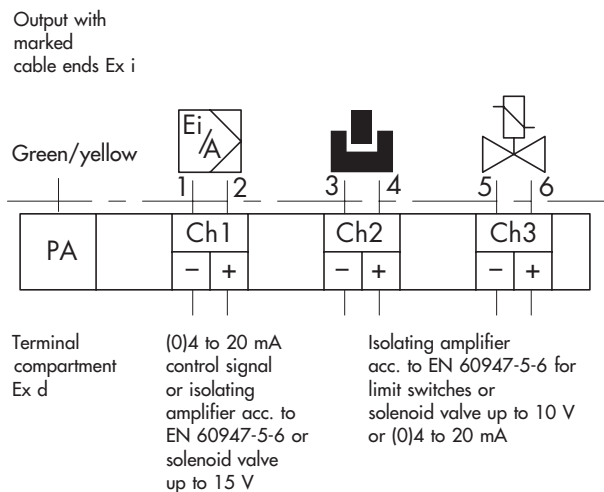 Output with
marked
cable ends Ex i
Ei/A
Green/yellow
1 2 3 4 5 6
PA Ch1 Ch2 Ch3
− + − + − +
Terminal
compartment
Ex d
(0)4 to 20 mA
control signal
or isolating
amplifier acc. to
EN 60947-5-6 or
solenoid valve
up to 15 V
Isolating amplifier
acc. to EN 60947-5-6 for
limit switches or
solenoid valve up to 10 V
or (0)4 to 20 mA